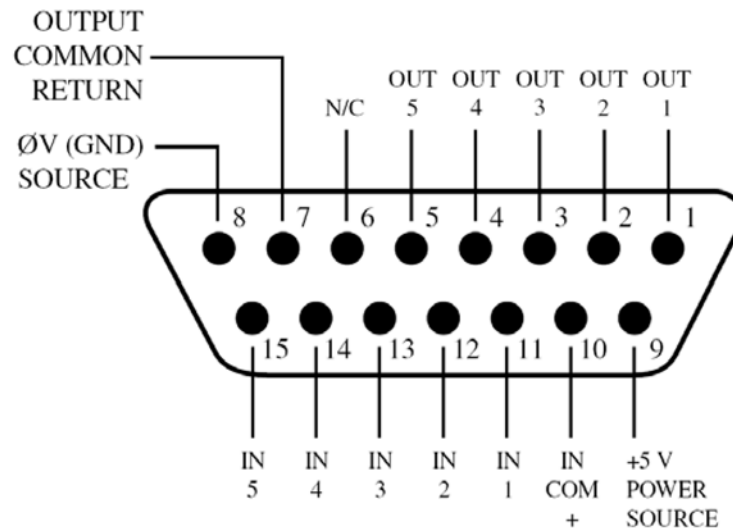 OUTPUT
COMMON
RETURN
ØV (GND)
SOURCE
N/C
OUT OUT OUT OUT OUT
5 4 3 2 1
8 7 6 5 4 3 2 1
15 14 13 12 11 10 9
IN IN IN IN IN IN +5 V
5 4 3 2 1 COM POWER
+ SOURCE